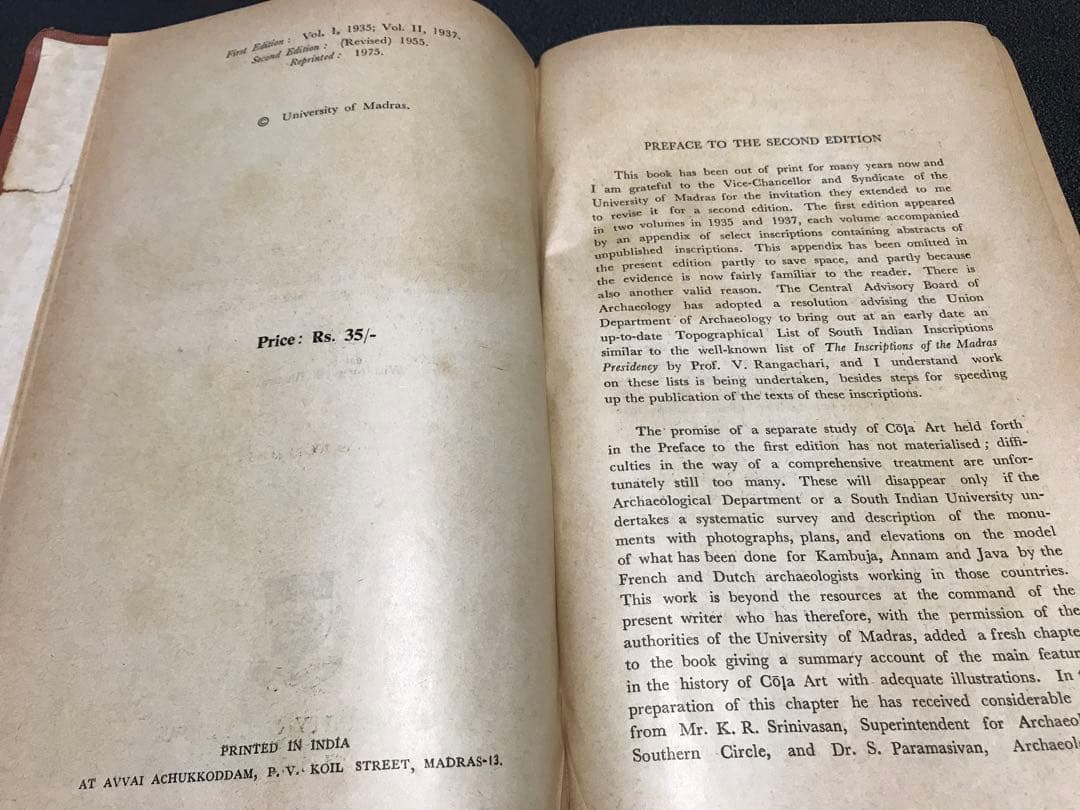 First Edition : Vol. I, 1935; Vol. II, 1937.
Second Edition : (Revised) 1955.
Reprinted : 1975.
© University of Madras.
Price: Rs. 35/-
PRINTED IN INDIA
AT AVVAI ACHUKKODDAM, P. V. KOIL STREET, MADRAS-13.
PREFACE TO THE SECOND EDITION
This book has been out of print for many years now and
I am grateful to the Vice-Chancellor and Syndicate of the
University of Madras for the invitation they extended to me
to revise it for a second edition. The first edition appeared
in two volumes in 1935 and 1937, each volume accompanied
by an appendix of select inscriptions containing abstracts of
unpublished inscriptions. This appendix has been omitted in
the present edition partly to save space, and partly because
the evidence is now fairly familiar to the reader. There is
also another valid reason. The Central Advisory Board of
Archaeology has adopted a resolution advising the Union
Department of Archaeology to bring out at an early date an
up-to-date Topographical List of South Indian Inscriptions
similar to the well-known list of The Inscriptions of the Madras
Presidency by Prof. V. Rangachari, and I understand work
on these lists is being undertaken, besides steps for speeding
up the publication of the texts of these inscriptions.
The promise of a separate study of Cōḷa Art held forth
in the Preface to the first edition has not materialised ; diffi-
culties in the way of a comprehensive treatment are unfor-
tunately still too many. These will disappear only if the
Archaeological Department or a South Indian University un-
dertakes a systematic survey and description of the monu-
ments with photographs, plans, and elevations on the model
of what has been done for Kambuja, Annam and Java by the
French and Dutch archaeologists working in those countries.
This work is beyond the resources at the command of the
present writer who has therefore, with the permission of the
authorities of the University of Madras, added a fresh chapte
to the book giving a summary account of the main featur
in the history of Cōḷa Art with adequate illustrations. In
preparation of this chapter he has received considerable
from Mr. K. R. Srinivasan, Superintendent for Archaeo
Southern Circle, and Dr. S. Paramasivan, Archaeol